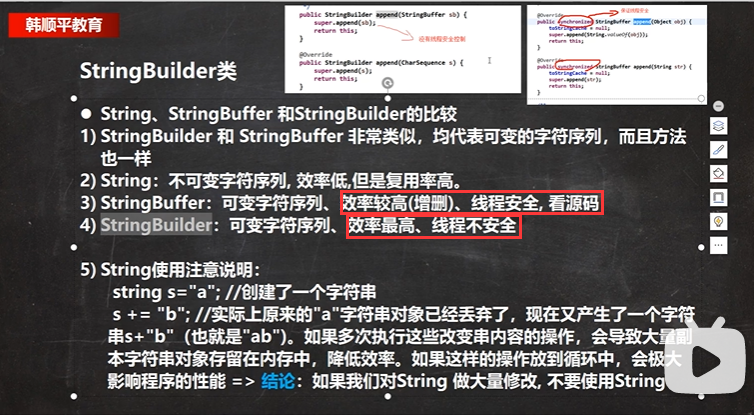 韩顺平教育
public StringBuilder append(StringBuffer sb) {
super.append(sb);
return this;
}
没有线程安全控制
@Override
public StringBuilder append(CharSequence s) {
super.append(s);
return this;
}
保证线程安全
@Override
public synchronized StringBuffer append(Object obj) {
toStringCache = null;
super.append(String.valueOf(obj));
return this;
}
@Override
public synchronized StringBuffer append(String str) {
toStringCache = null;
super.append(str);
return this;
}
StringBuilder类
● String、StringBuffer 和StringBuilder的比较
1) StringBuilder 和 StringBuffer 非常类似，均代表可变的字符序列，而且方法
也一样
2) String：不可变字符序列, 效率低,但是复用率高。
3) StringBuffer：可变字符序列、效率较高(增删)、线程安全, 看源码
4) StringBuilder：可变字符序列、效率最高、线程不安全
5) String使用注意说明：
string s="a"; //创建了一个字符串
s += "b"; //实际上原来的"a"字符串对象已经丢弃了，现在又产生了一个字符
串s+"b"（也就是"ab"）。如果多次执行这些改变串内容的操作，会导致大量副
本字符串对象存留在内存中，降低效率。如果这样的操作放到循环中，会极大
影响程序的性能 => 结论：如果我们对String 做大量修改, 不要使用String